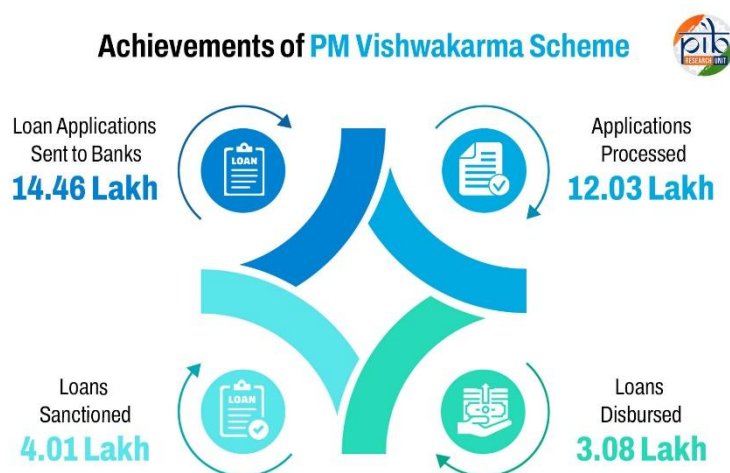 Achievements of PM Vishwakarma Scheme
pib
RESEARCH UNIT
Loan Applications
Sent to Banks
14.46 Lakh
LOAN
Applications
Processed
12.03 Lakh
Loans
Sanctioned
4.01 Lakh
LOAN
Loans
Disbursed
3.08 Lakh